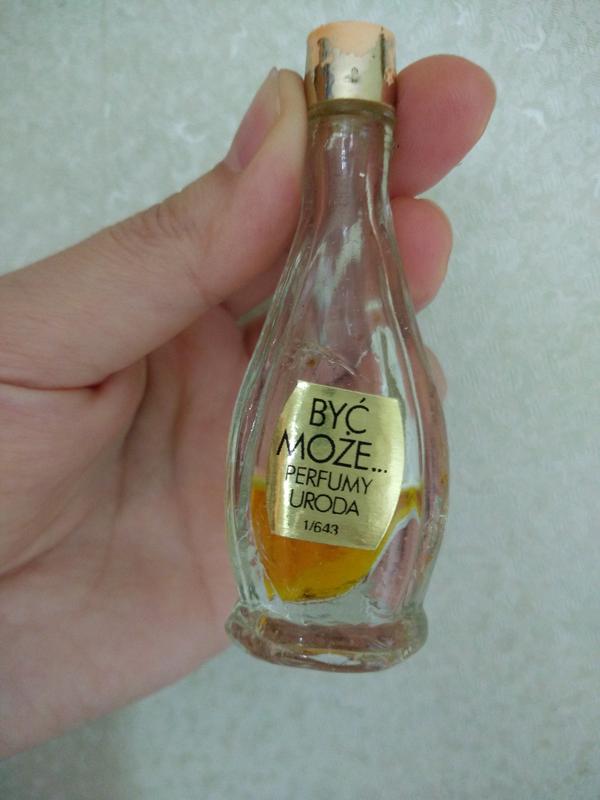 BYĆ
MOŻE...
PERFUMY
URODA
1/643